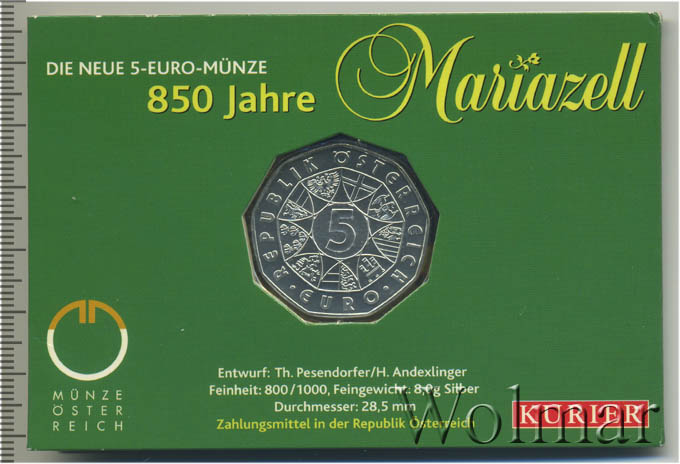 DIE NEUE 5-EURO-MÜNZE
850 Jahre Mariazell
REPUBLIK ÖSTERREICH
5
· EURO ·
MÜNZE
ÖSTER
REICH
Entwurf: Th. Pesendorfer/H. Andexlinger
Feinheit: 800/1000, Feingewicht: 8,0g Silber
Durchmesser: 28,5 mm
Zahlungsmittel in der Republik Österreich
KURIER
Wolmar